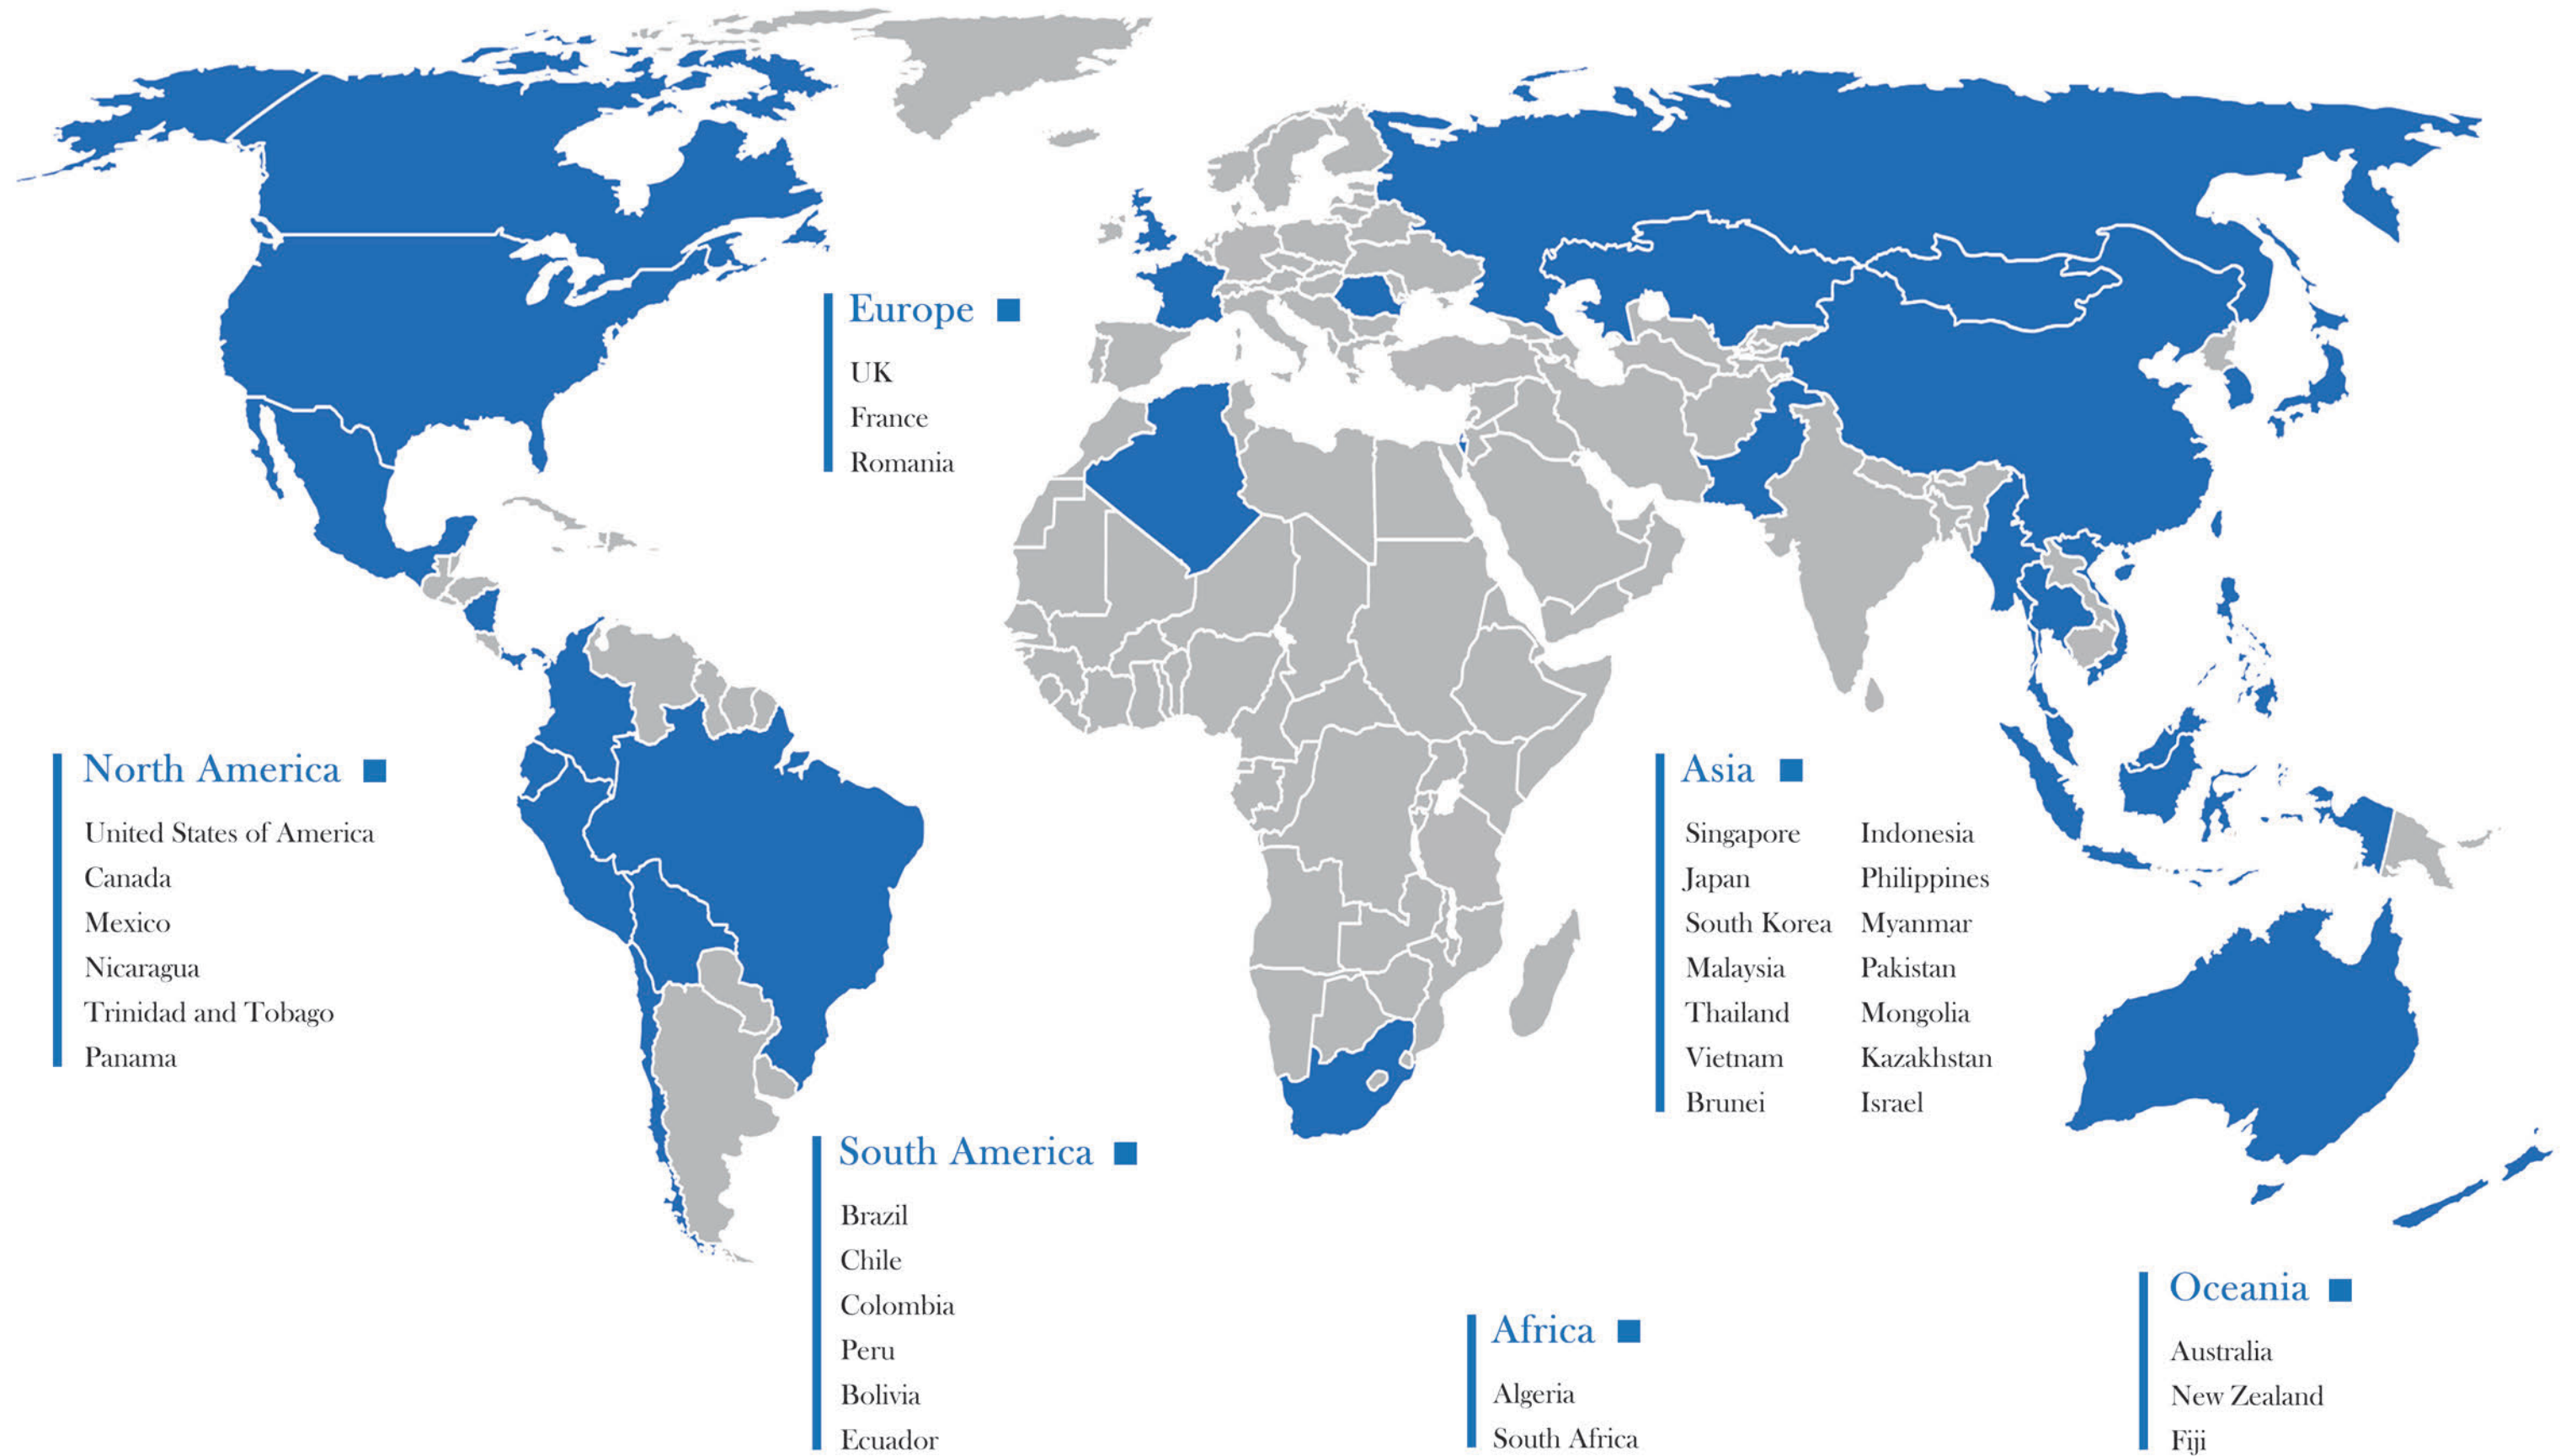 Europe
UK
France
Romania
North America
United States of America
Canada
Mexico
Nicaragua
Trinidad and Tobago
Panama
Asia
Singapore
Japan
South Korea
Malaysia
Thailand
Vietnam
Brunei
Indonesia
Philippines
Myanmar
Pakistan
Mongolia
Kazakhstan
Israel
South America
Brazil
Chile
Colombia
Peru
Bolivia
Ecuador
Africa
Algeria
South Africa
Oceania
Australia
New Zealand
Fiji